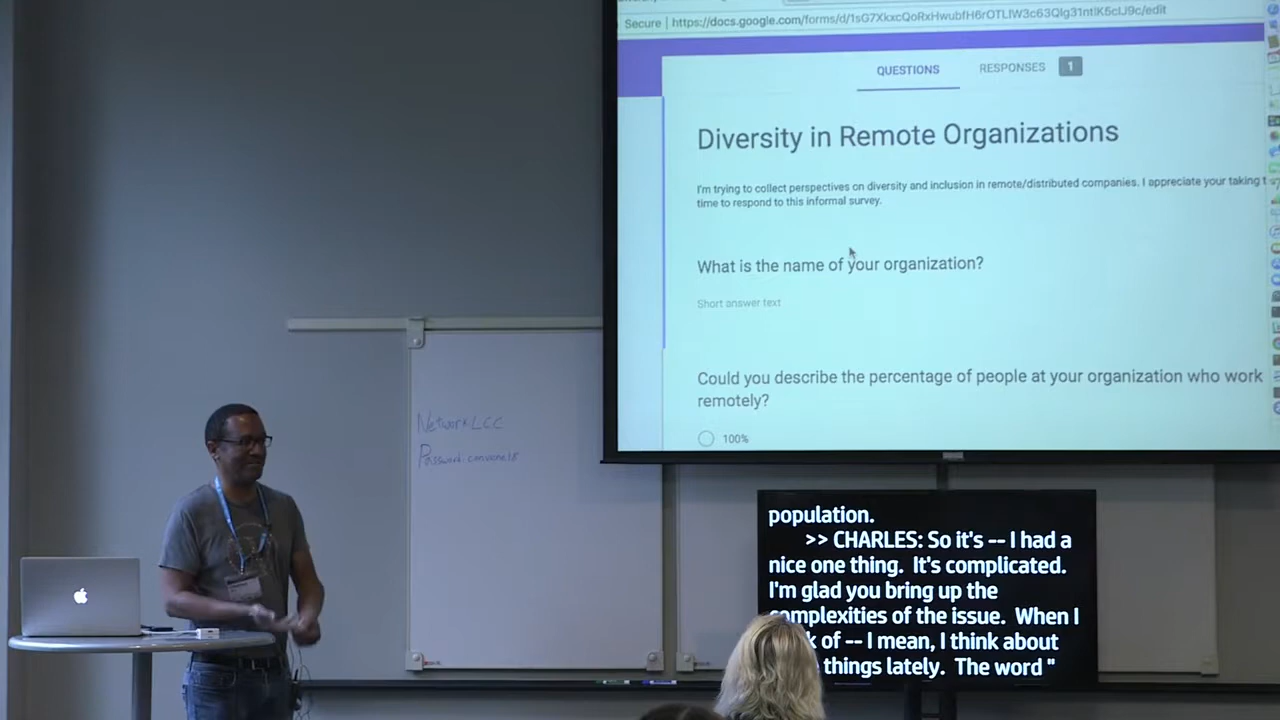 Secure | https://docs.google.com/forms/d/1sG7XkxcQoRxHwubfH6rOTLIW3c63Qlg31ntlK5cIJ9c/edit
QUESTIONS RESPONSES 1
Diversity in Remote Organizations
I'm trying to collect perspectives on diversity and inclusion in remote/distributed companies. I appreciate your taking
time to respond to this informal survey.
What is the name of your organization?
Short answer text
Could you describe the percentage of people at your organization who work
remotely?
100%
Network LCC
Password:
population.
>> CHARLES: So it's -- I had a
nice one thing. It's complicated.
I'm glad you bring up the
complexities of the issue. When I
of -- I mean, I think about
things lately. The word "